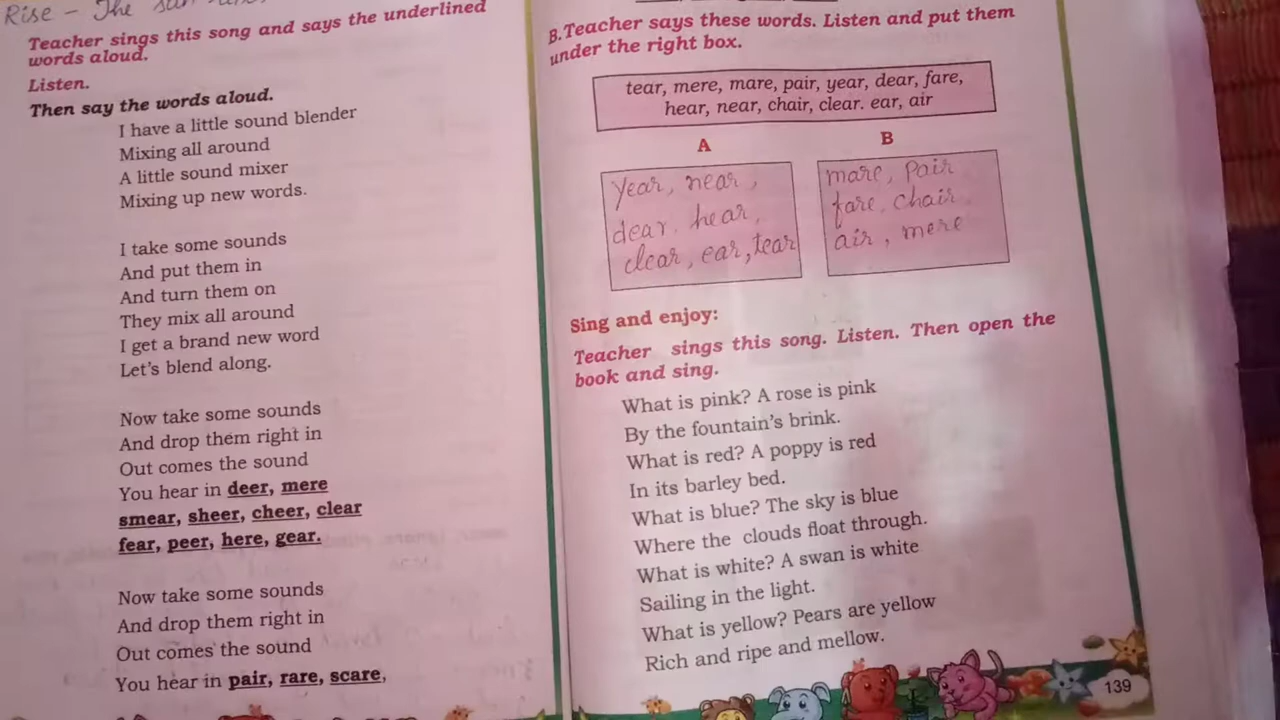 Rise - The sun
Teacher sings this song and says the underlined
words aloud.
Listen.
Then say the words aloud.
I have a little sound blender
Mixing all around
A little sound mixer
Mixing up new words.
I take some sounds
And put them in
And turn them on
They mix all around
I get a brand new word
Let's blend along.
Now take some sounds
And drop them right in
Out comes the sound
You hear in deer, mere
smear, sheer, cheer, clear
fear, peer, here, gear.
Now take some sounds
And drop them right in
Out comes the sound
You hear in pair, rare, scare,
B.Teacher says these words. Listen and put them
under the right box.
tear, mere, mare, pair, year, dear, fare,
hear, near, chair, clear. ear, air
A
year, near,
dear, hear,
clear, ear, tear
B
mare, Pair
fare, chair
air, mere
Sing and enjoy:
Teacher sings this song. Listen. Then open the
book and sing.
What is pink? A rose is pink
By the fountain's brink.
What is red? A poppy is red
In its barley bed.
What is blue? The sky is blue
Where the clouds float through.
What is white? A swan is white
Sailing in the light.
What is yellow? Pears are yellow
Rich and ripe and mellow.
139